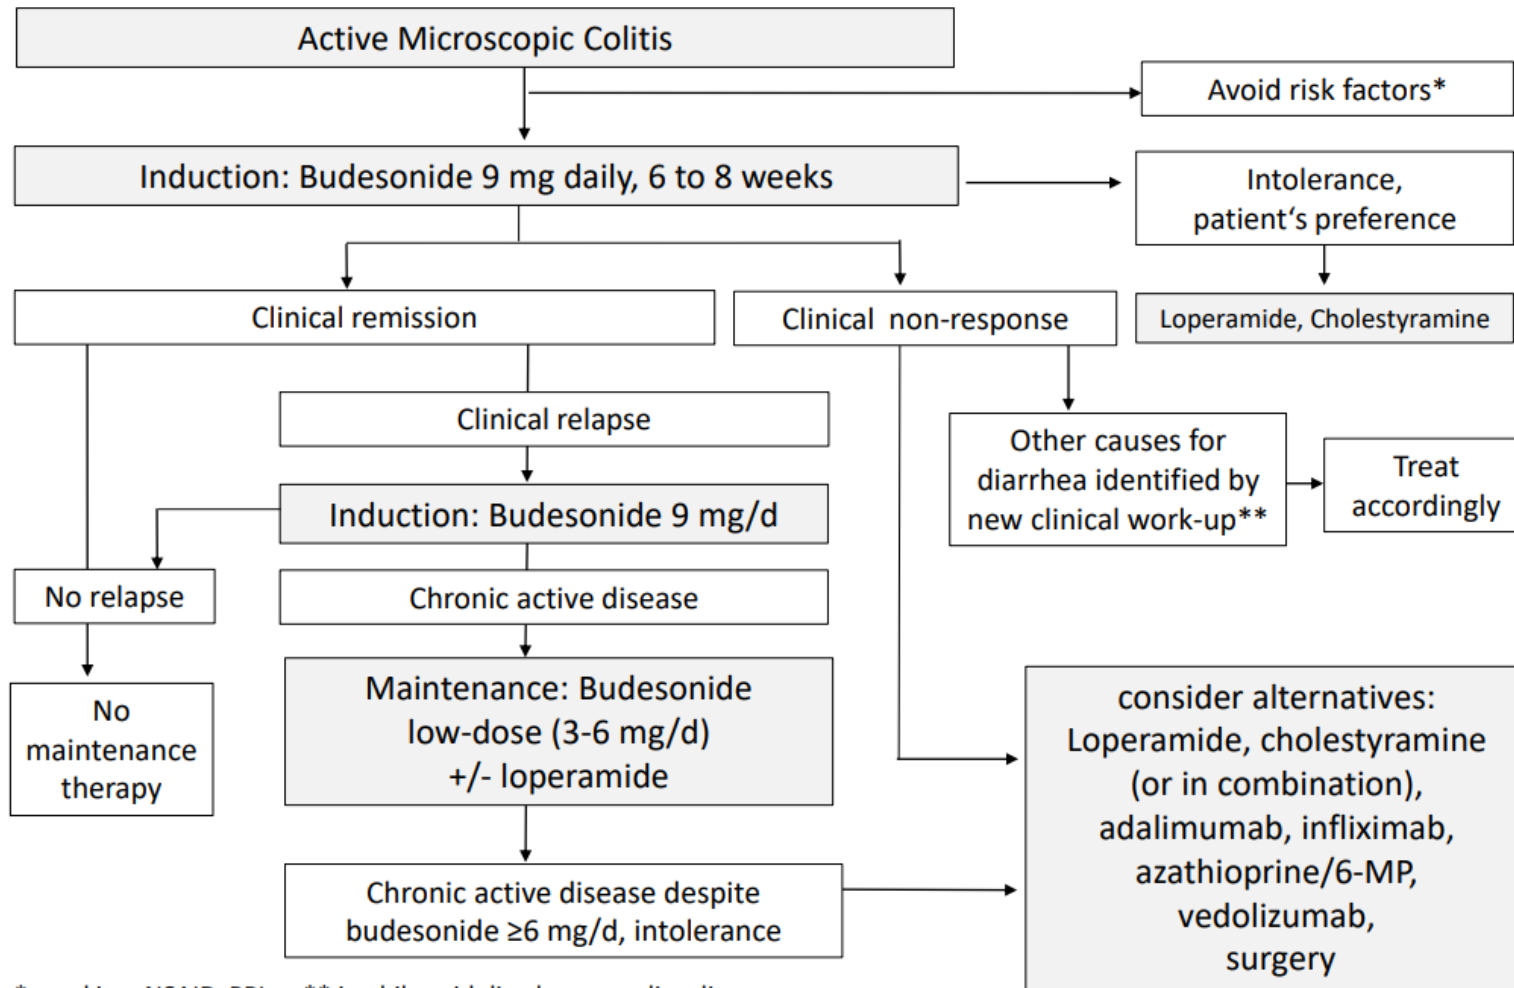 Active Microscopic Colitis
Avoid risk factors*
Induction: Budesonide 9 mg daily, 6 to 8 weeks
Intolerance,
patient‘s preference
Clinical remission
Clinical non-response
Loperamide, Cholestyramine
Clinical relapse
Other causes for
diarrhea identified by
new clinical work-up**
Treat
accordingly
Induction: Budesonide 9 mg/d
No relapse
Chronic active disease
Maintenance: Budesonide
low-dose (3-6 mg/d)
+/- loperamide
No
maintenance
therapy
consider alternatives:
Loperamide, cholestyramine
(or in combination),
adalimumab, infliximab,
azathioprine/6-MP,
vedolizumab,
surgery
Chronic active disease despite
budesonide ≥6 mg/d, intolerance